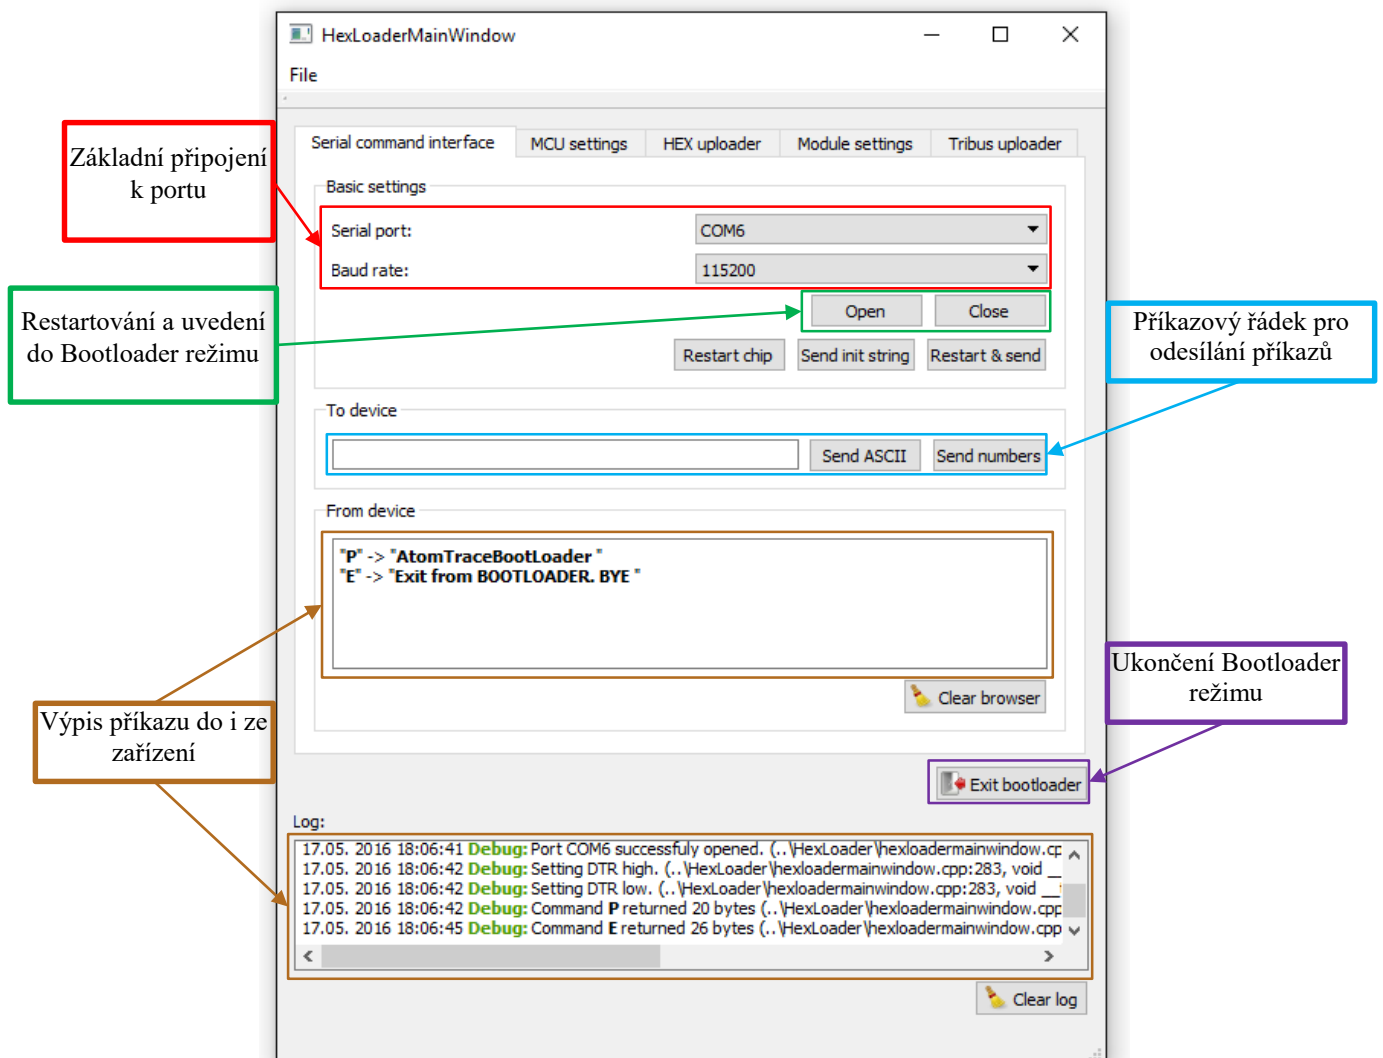 HexLoaderMainWindow
File
Serial command interface
MCU settings
HEX uploader
Module settings
Tribus uploader
Základní připojení
k portu
Basic settings
Serial port:
COM6
Baud rate:
115200
Open
Close
Restartování a uvedení
do Bootloader režimu
Příkazový řádek pro
odesílání příkazů
Restart chip
Send init string
Restart & send
To device
Send ASCII
Send numbers
From device
"P" -> "AtomTraceBootLoader "
"E" -> "Exit from BOOTLOADER. BYE "
Clear browser
Ukončení Bootloader
režimu
Výpis příkazu do i ze
zařízení
Exit bootloader
Log:
17.05. 2016 18:06:41 Debug: Port COM6 successfuly opened. (..\HexLoader\hexloadermainwindow.cp
17.05. 2016 18:06:42 Debug: Setting DTR high. (..\HexLoader\hexloadermainwindow.cpp:283, void __
17.05. 2016 18:06:42 Debug: Setting DTR low. (..\HexLoader\hexloadermainwindow.cpp:283, void __
17.05. 2016 18:06:42 Debug: Command P returned 20 bytes (..\HexLoader\hexloadermainwindow.cpp
17.05. 2016 18:06:45 Debug: Command E returned 26 bytes (..\HexLoader\hexloadermainwindow.cpp
Clear log